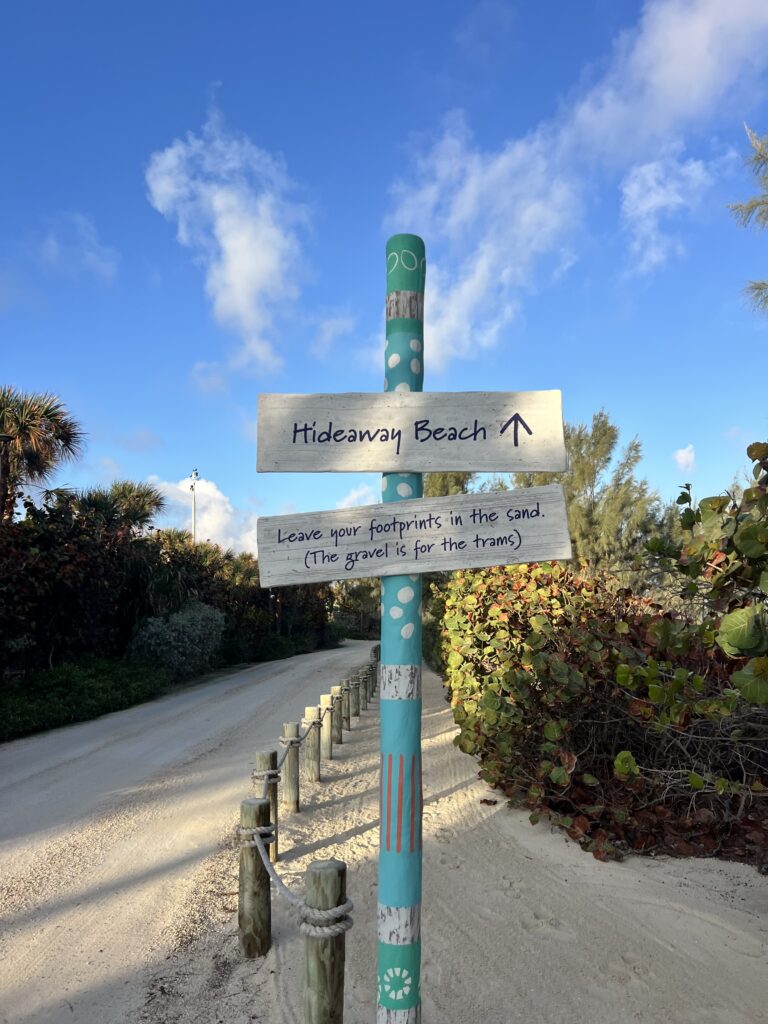 Hideaway Beach ↑
Leave your footprints in the sand.
(The gravel is for the trams)